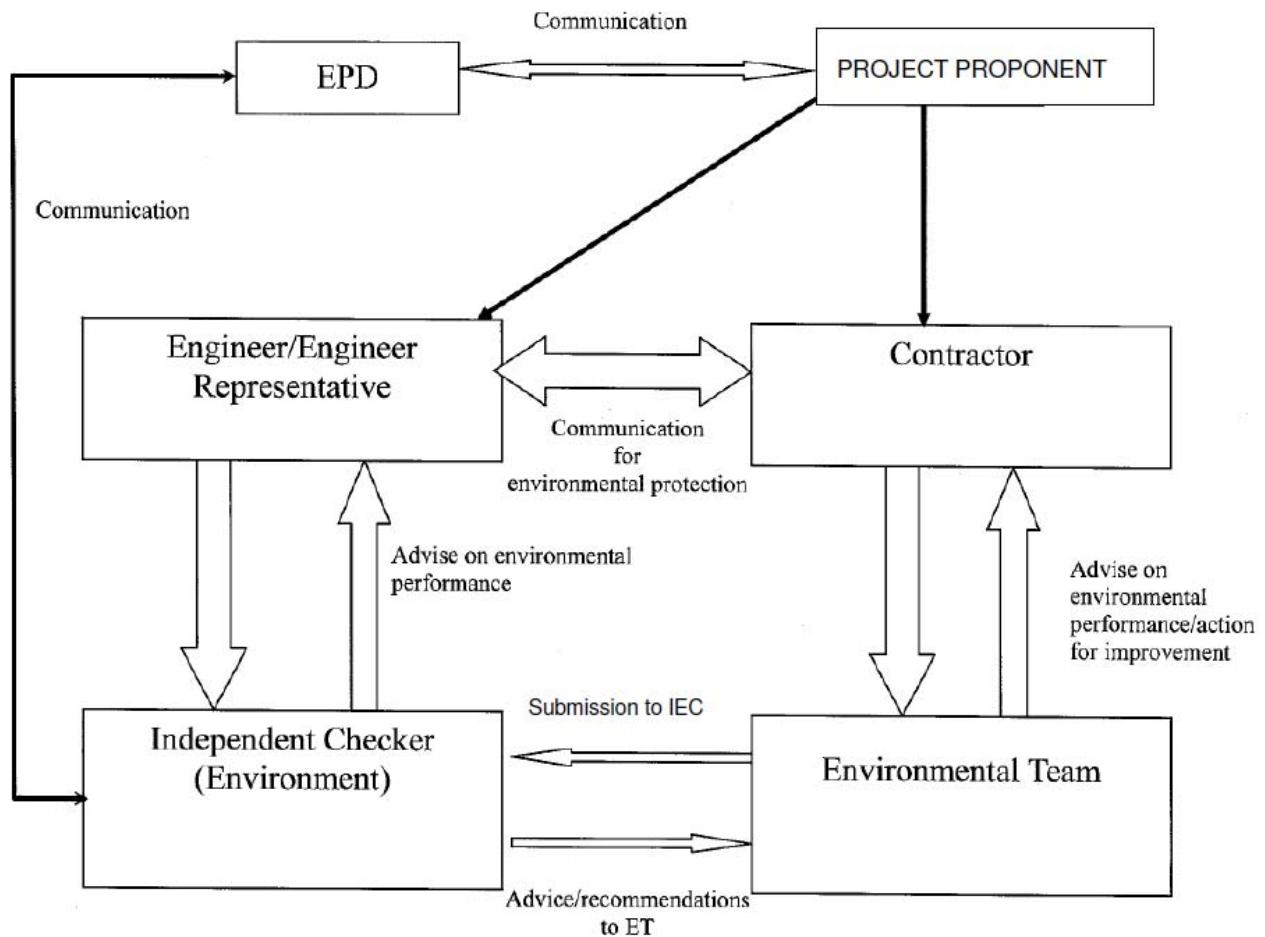 Communication
EPD
PROJECT PROPONENT
Communication
Engineer/Engineer
Representative
Contractor
Communication
for
environmental protection
Advise on environmental
performance
Advise on
environmental
performance/action
for improvement
Submission to IEC
Independent Checker
(Environment)
Environmental Team
Advice/recommendations
to ET